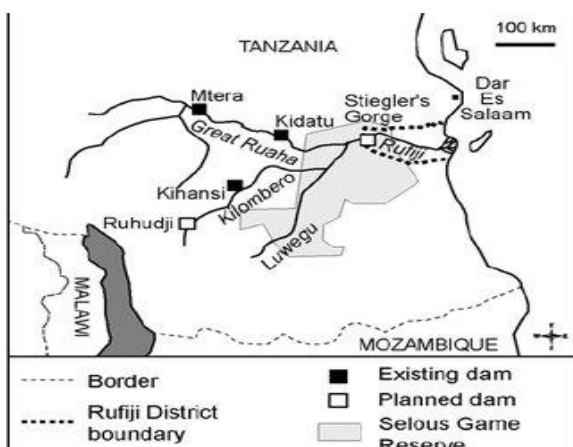 100 km
TANZANIA
Dar
Es
Salaam
Mtera
Stiegler's
Gorge
Kidatu
Great Ruaha
Rufiji
Kihansi
Kilombero
Ruhudji
Luwegu
MALAWI
MOZAMBIQUE
Border
Existing dam
Rufiji District
boundary
Planned dam
Selous Game
Reserve